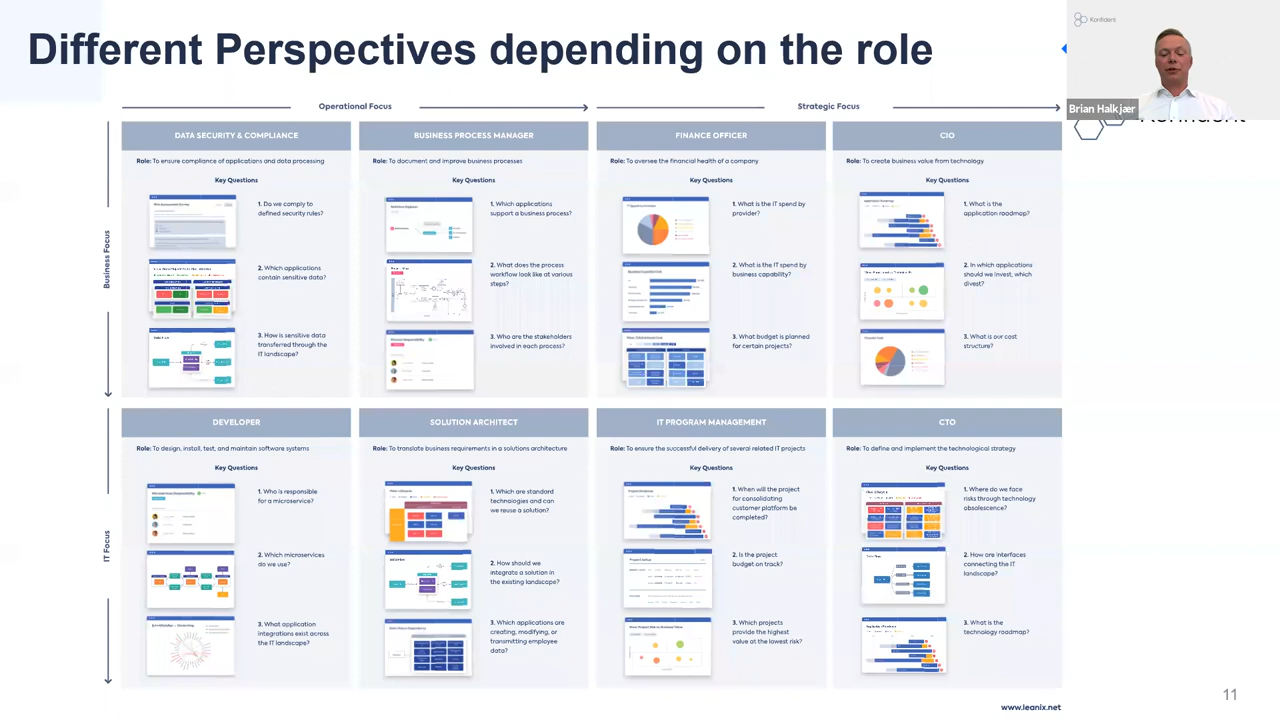 Different Perspectives depending on the role
Konfident
Brian Halkjær
Operational Focus
Strategic Focus
Business Focus
IT Focus
DATA SECURITY & COMPLIANCE
Role: To ensure compliance of applications and data processing
Key Questions
1. Do we comply to
defined security rules?
2. Which applications
contain sensitive data?
3. How is sensitive data
transferred through the
IT landscape?
BUSINESS PROCESS MANAGER
Role: To document and improve business processes
Key Questions
1. Which applications
support a business process?
2. What does the process
workflow look like at various
steps?
3. Who are the stakeholders
involved in each process?
FINANCE OFFICER
Role: To oversee the financial health of a company
Key Questions
1. What is the IT spend by
provider?
2. What is the IT spend by
business capability?
3. What budget is planned
for certain projects?
CIO
Role: To create business value from technology
Key Questions
1. What is the
application roadmap?
2. In which applications
should we invest, which
divest?
3. What is our cost
structure?
DEVELOPER
Role: To design, install, test, and maintain software systems
Key Questions
1. Who is responsible
for a microservice?
2. Which microservices
do we use?
3. What application
integrations exist across
the IT landscape?
SOLUTION ARCHITECT
Role: To translate business requirements in a solutions architecture
Key Questions
1. Which are standard
technologies and can
we reuse a solution?
2. How should we
integrate a solution in
the existing landscape?
3. Which applications are
creating, modifying, or
transmitting employee
data?
IT PROGRAM MANAGEMENT
Role: To ensure the successful delivery of several related IT projects
Key Questions
1. When will the project
for consolidating
customer platform be
completed?
2. Is the project
budget on track?
3. Which projects
provide the highest
value at the lowest risk?
CTO
Role: To define and implement the technological strategy
Key Questions
1. Where do we face
risks through technology
obsolescence?
2. How are interfaces
connecting the IT
landscape?
3. What is the
technology roadmap?
11
www.leanix.net